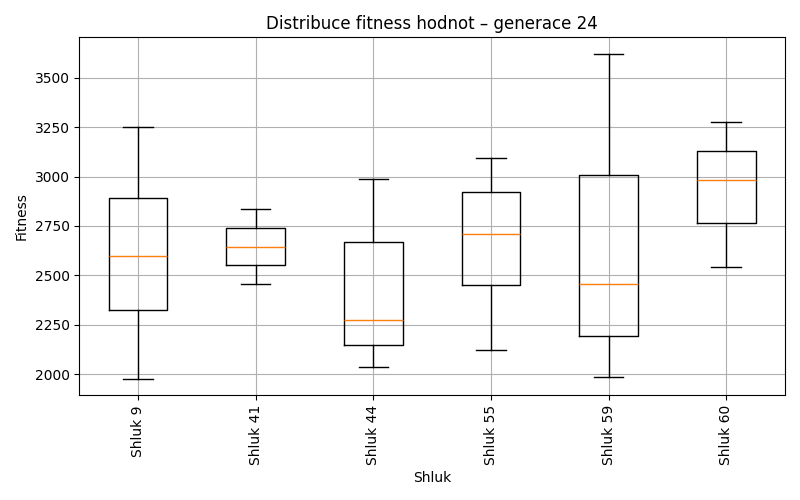 Distribuce fitness hodnot – generace 24
Fitness
3500
3250
3000
2750
2500
2250
2000
Shluk 9
Shluk 41
Shluk 44
Shluk 55
Shluk 59
Shluk 60
Shluk